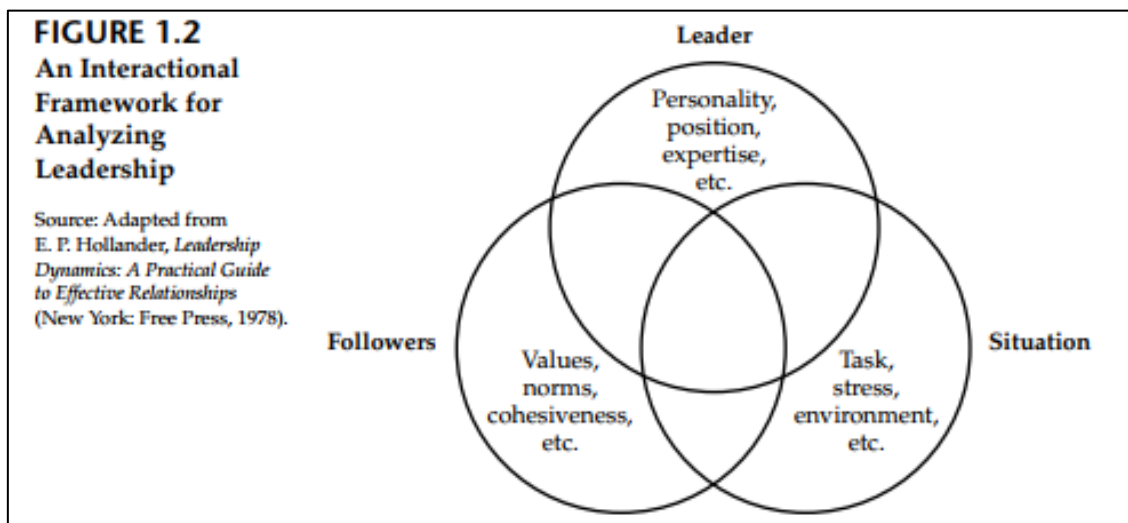 FIGURE 1.2
An Interactional
Framework for
Analyzing
Leadership
Source: Adapted from
E. P. Hollander, Leadership
Dynamics: A Practical Guide
to Effective Relationships
(New York: Free Press, 1978).
Leader
Personality,
position,
expertise,
etc.
Followers
Values,
norms,
cohesiveness,
etc.
Situation
Task,
stress,
environment,
etc.